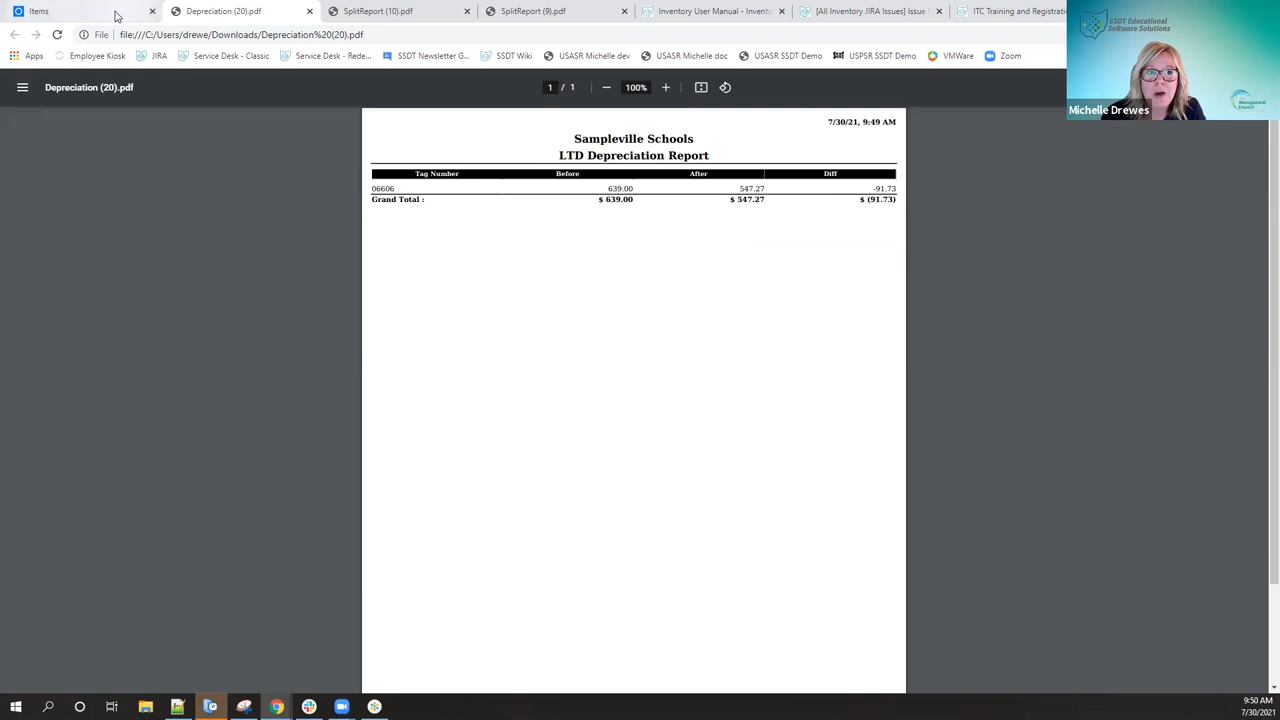 Items
Depreciation (20).pdf
SplitReport (10).pdf
SplitReport (9).pdf
Inventory User Manual - Invento
[All Inventory JIRA Issues] Issue
ITC Training and Registrati
File
file:///C:/Users/drewe/Downloads/Depreciation%20(20).pdf
Apps
Employee Kiosk
JIRA
Service Desk - Classic
Service Desk - Rede...
SSDT Newsletter G...
SSDT Wiki
USASR Michelle dev
USASR Michelle doc
USASR SSDT Demo
USPSR SSDT Demo
VMWare
Zoom
SSDT Educational
Software Solutions
Management
Council
Michelle Drewes
Depreciation (20).pdf
1 / 1
100%
7/30/21, 9:49 AM
Sampleville Schools
LTD Depreciation Report
Tag Number Before After Diff
06606 639.00 547.27 -91.73
Grand Total : $ 639.00 $ 547.27 $ (91.73)
9:50 AM
7/30/2021